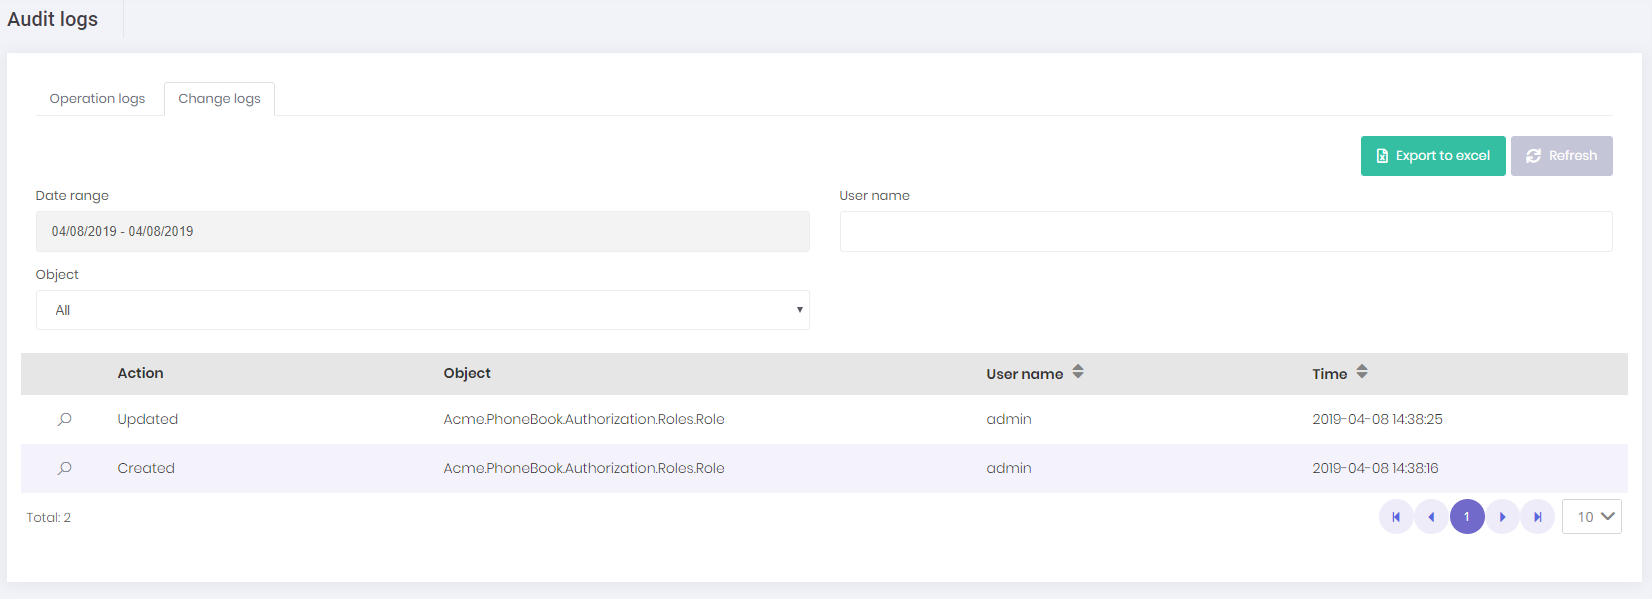 Audit logs
Operation logs Change logs
Export to excel Refresh
Date range User name
04/08/2019 - 04/08/2019
Object
All
Action Object User name Time
Updated Acme.PhoneBook.Authorization.Roles.Role admin 2019-04-08 14:38:25
Created Acme.PhoneBook.Authorization.Roles.Role admin 2019-04-08 14:38:16
Total: 2 1 10